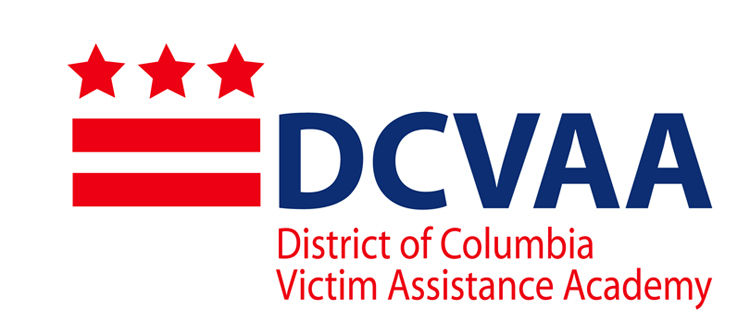 DCVAA
District of Columbia
Victim Assistance Academy